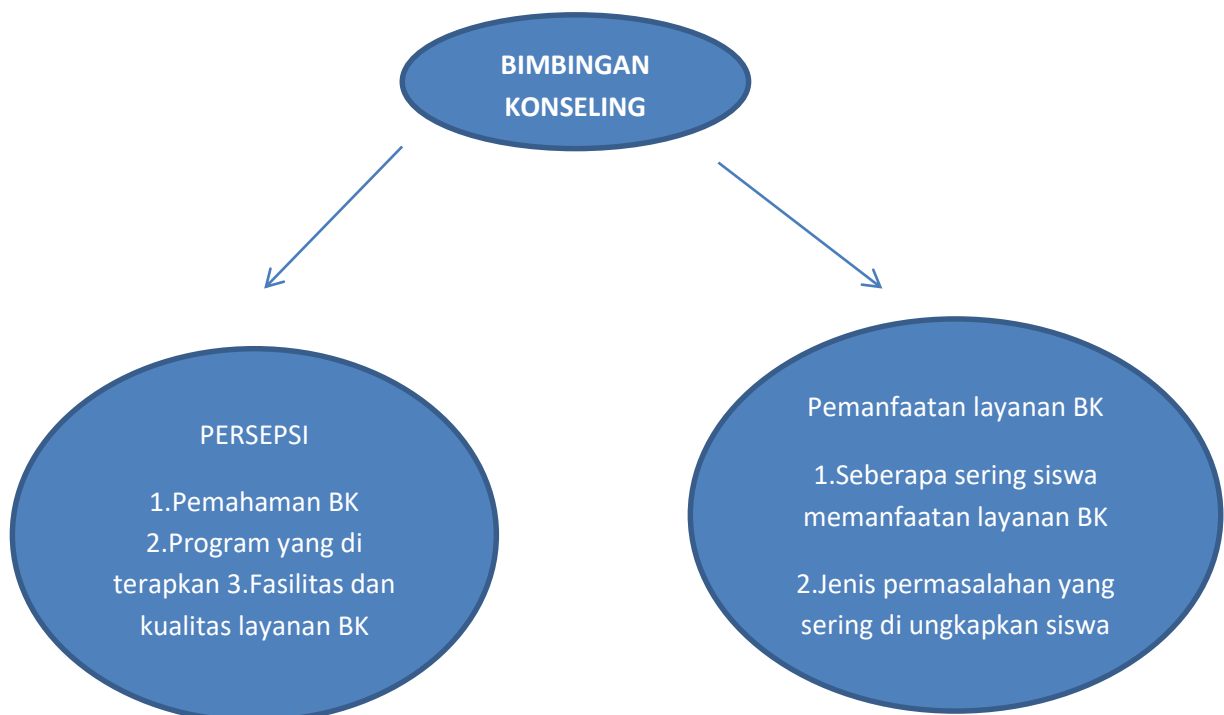 BIMBINGAN
KONSELING
PERSEPSI
1.Pemahaman BK
2.Program yang di
terapkan 3.Fasilitas dan
kualitas layanan BK
Pemanfaatan layanan BK
1.Seberapa sering siswa
memanfaatan layanan BK
2.Jenis permasalahan yang
sering di ungkapkan siswa